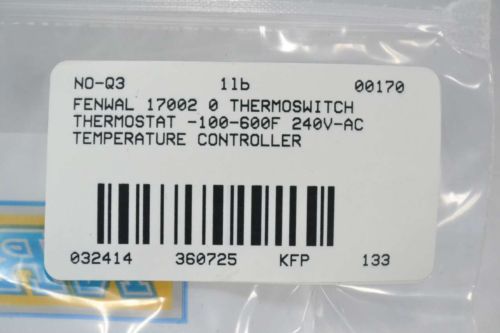 NO-Q3 1lb 00170
FENWAL 17002 0 THERMOSWITCH
THERMOSTAT -100-600F 240V-AC
TEMPERATURE CONTROLLER
032414 360725 KFP 133